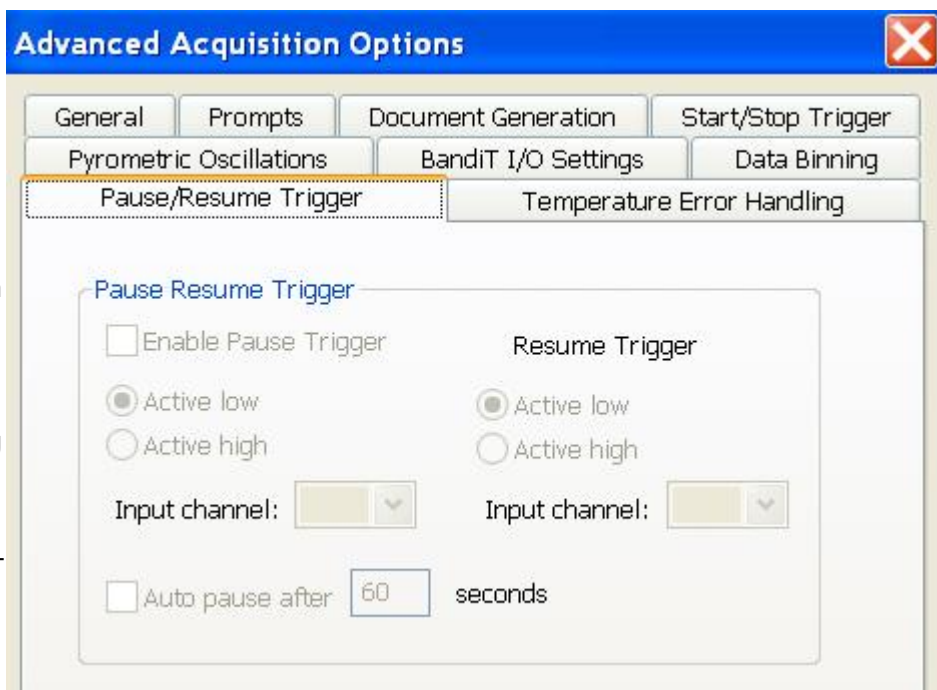 Advanced Acquisition Options
General Prompts Document Generation Start/Stop Trigger
Pyrometric Oscillations BandiT I/O Settings Data Binning
Pause/Resume Trigger Temperature Error Handling
Pause Resume Trigger
Enable Pause Trigger Resume Trigger
Active low Active low
Active high Active high
Input channel: Input channel:
Auto pause after 60 seconds